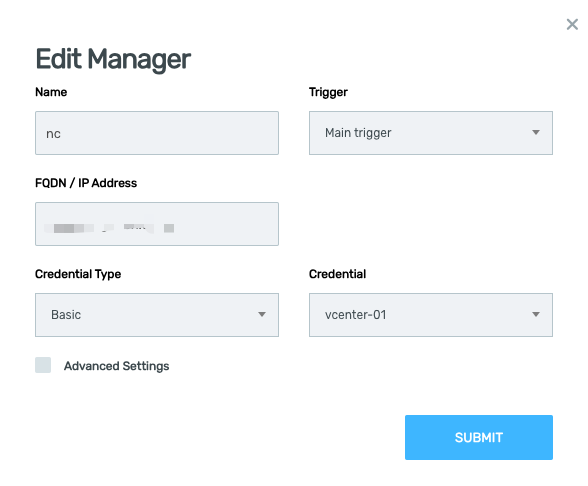 Edit Manager
Name
Trigger
nc
Main trigger
FQDN / IP Address
Credential Type
Credential
Basic
vcenter-01
Advanced Settings
SUBMIT